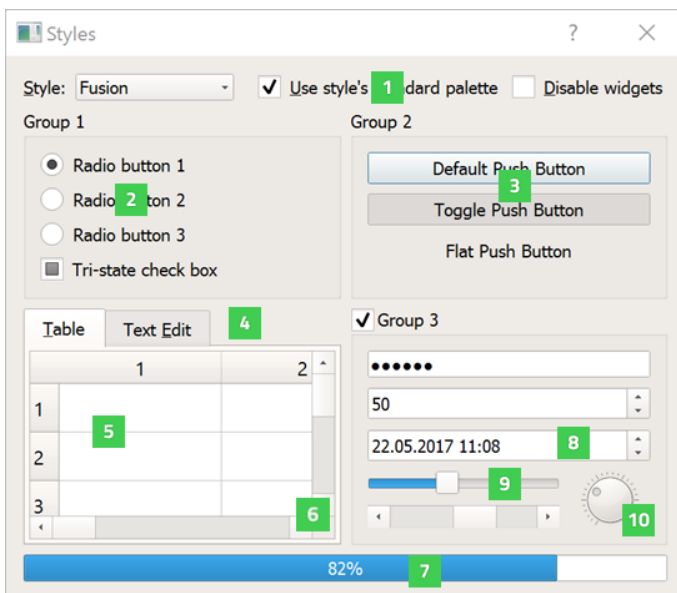 Styles ?
Style: Fusion Use style's 1 dard palette Disable widgets
Group 1
Radio button 1
Radio 2 ton 2
Radio button 3
Tri-state check box
Group 2
Default Push Button
3
Toggle Push Button
Flat Push Button
4
Table Text Edit
1 2
1
5
2
3
6
Group 3
••••••
50
22.05.2017 11:08 8
9
10
82% 7